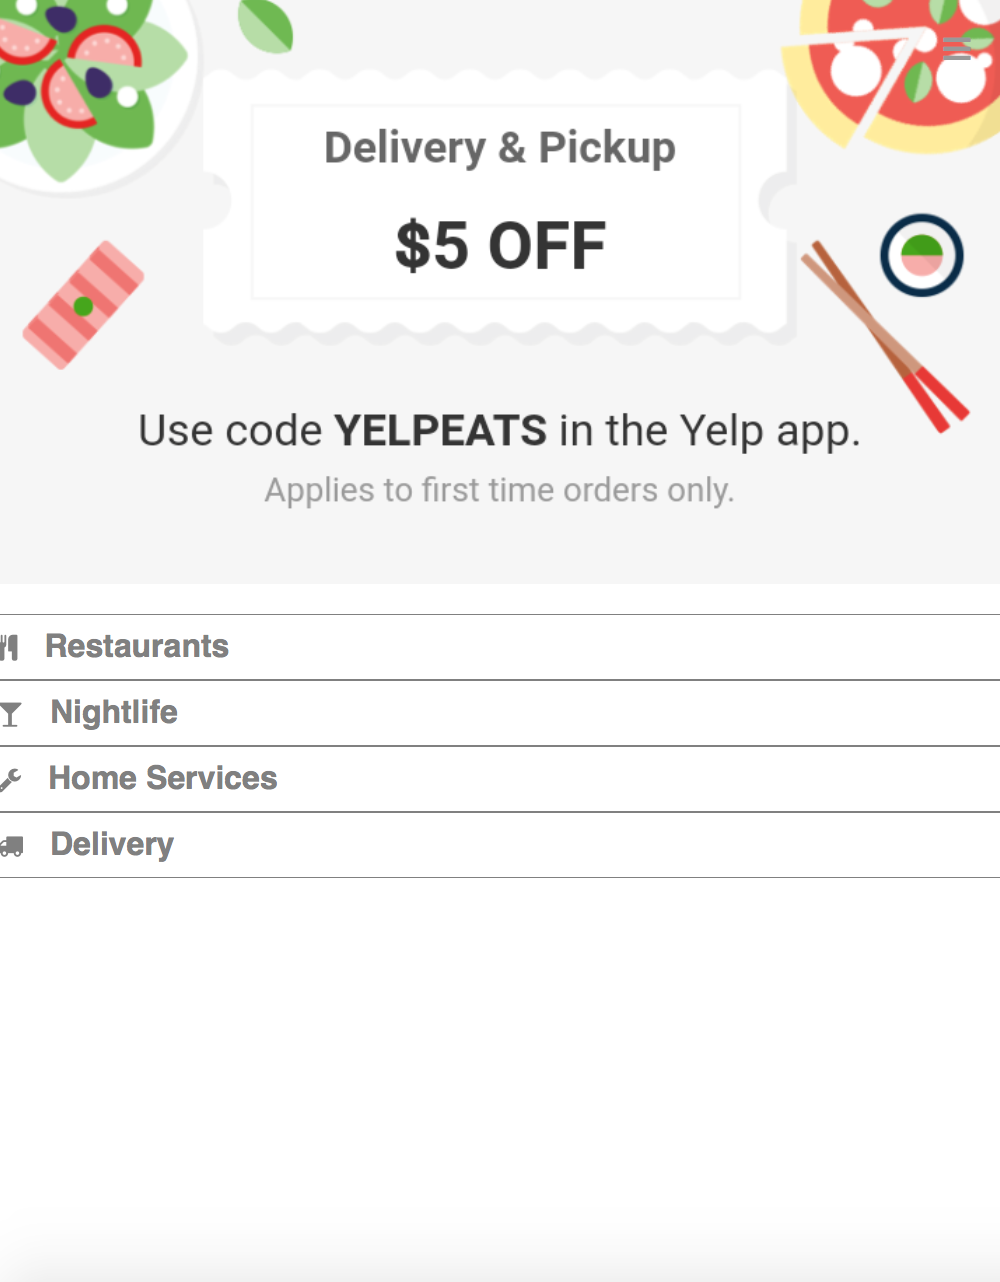 Delivery & Pickup
$5 OFF
Use code YELPEATS in the Yelp app.
Applies to first time orders only.
Restaurants
Nightlife
Home Services
Delivery